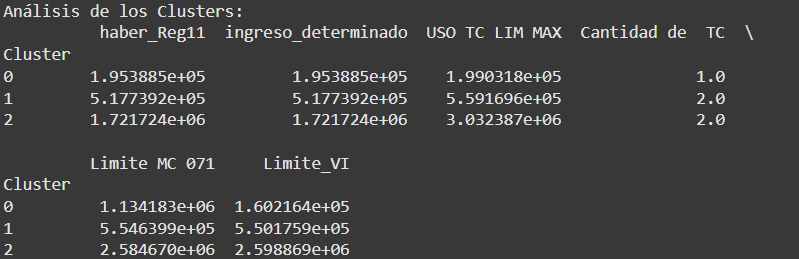 Análisis de los Clusters:
haber_Reg11 ingreso_determinado USO TC LIM MAX Cantidad de TC \
Cluster
0 1.953885e+05 1.953885e+05 1.990318e+05 1.0
1 5.177392e+05 5.177392e+05 5.591696e+05 2.0
2 1.721724e+06 1.721724e+06 3.032387e+06 2.0
Limite MC 071 Limite_VI
Cluster
0 1.134183e+06 1.602164e+05
1 5.546399e+05 5.501759e+05
2 2.584670e+06 2.598869e+06